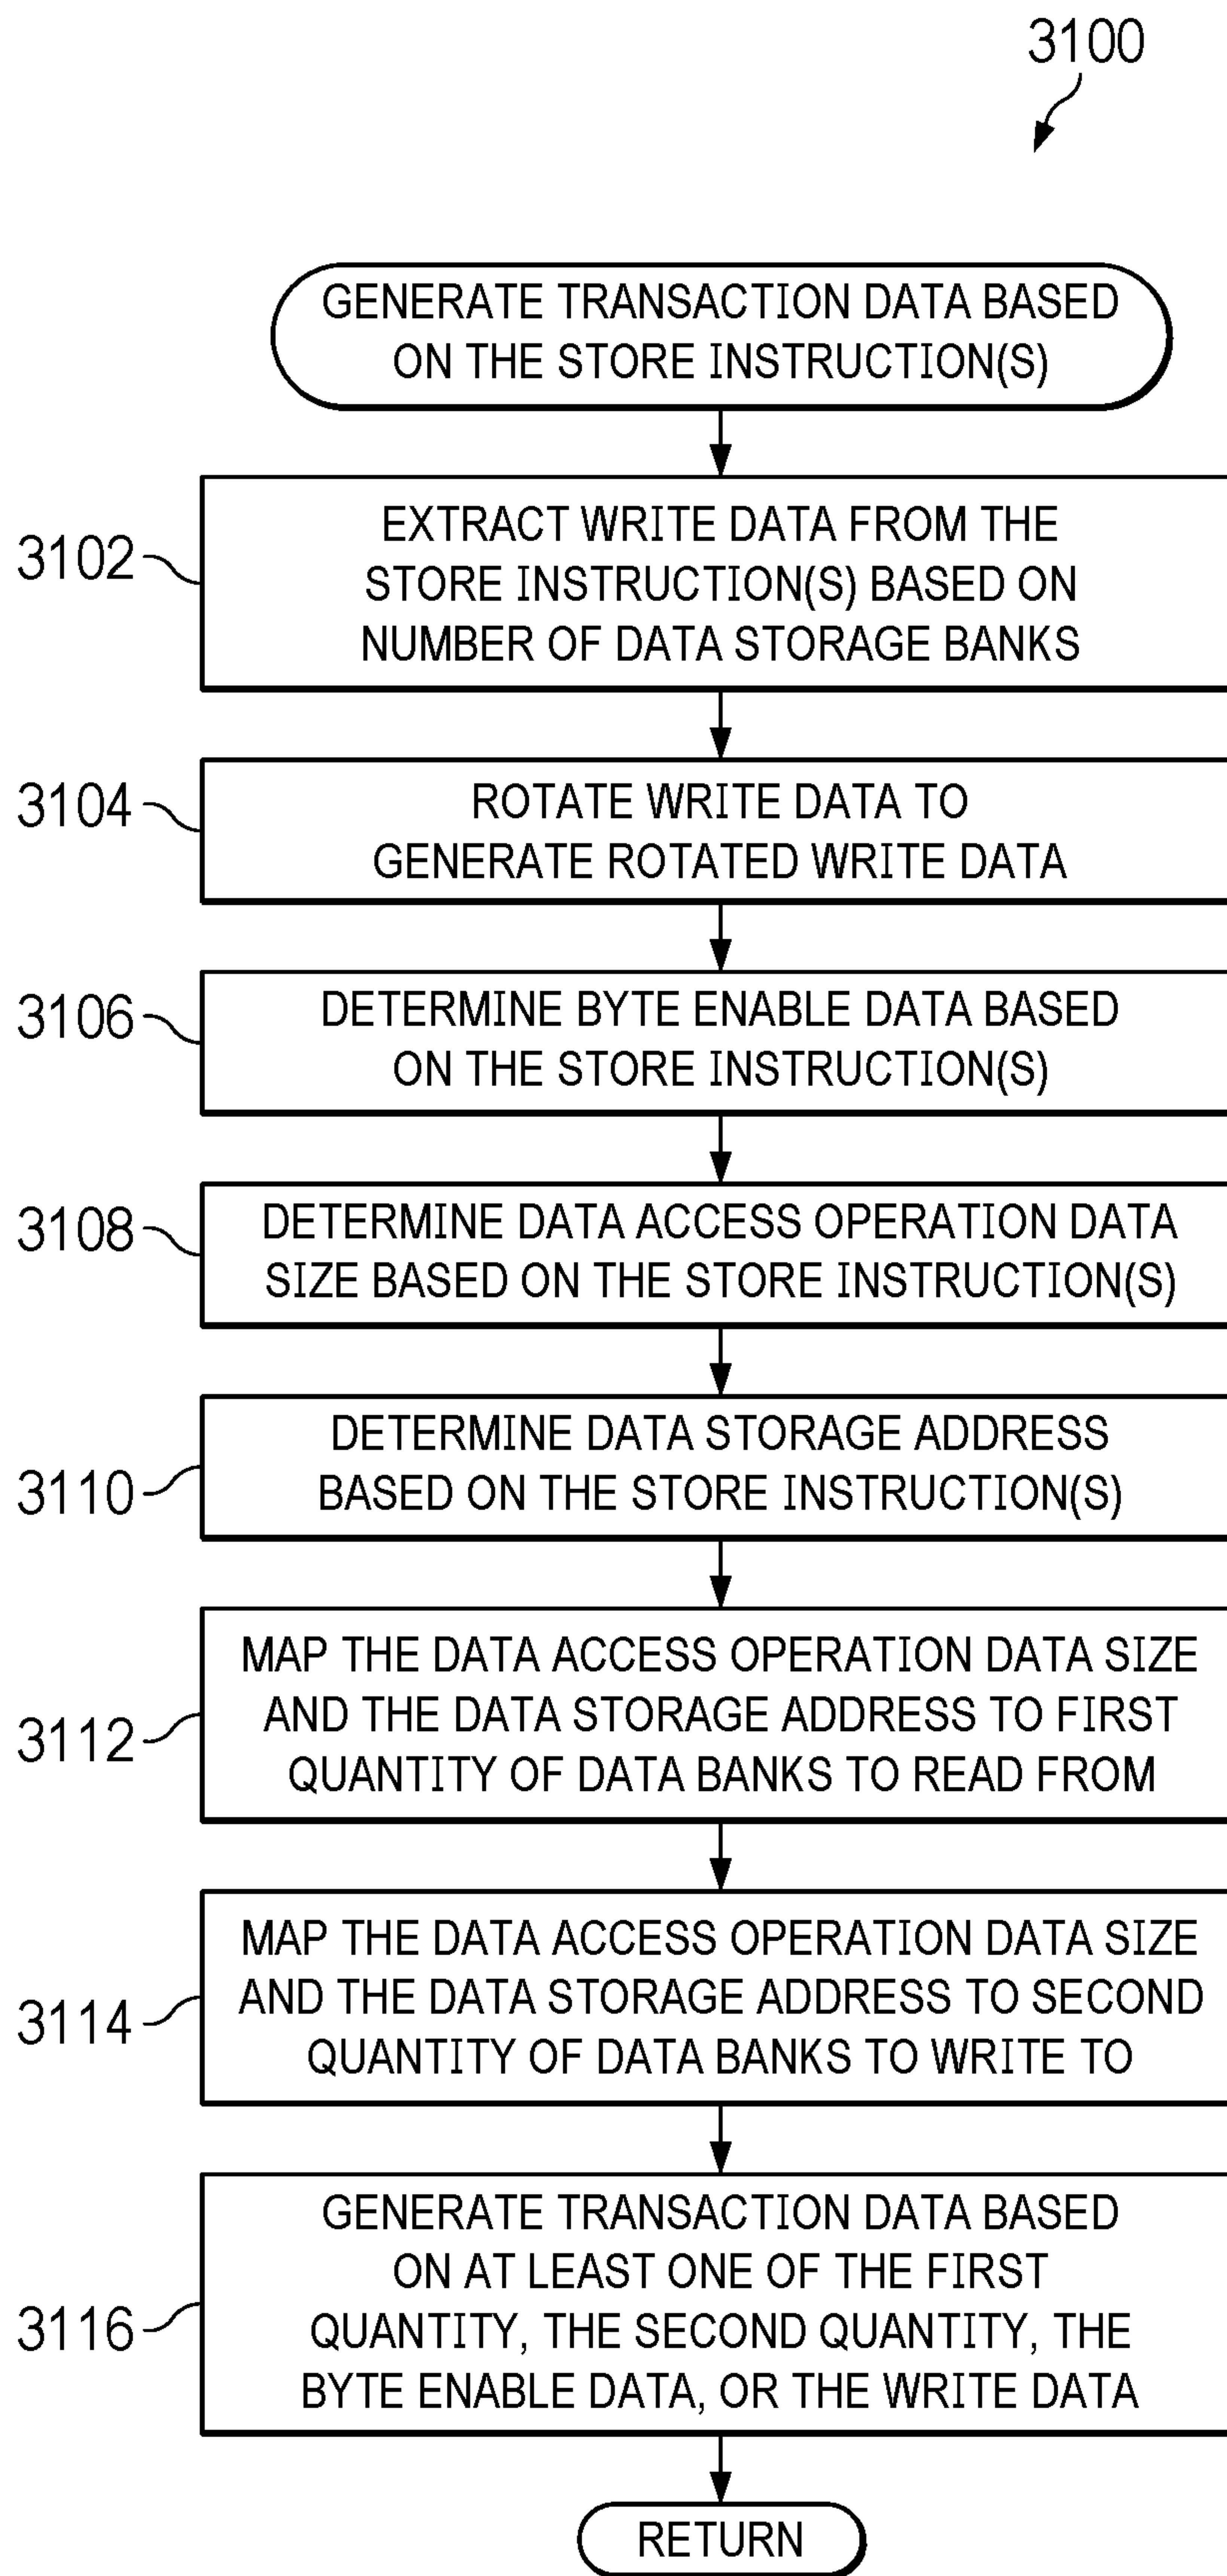 3100
GENERATE TRANSACTION DATA BASED
ON THE STORE INSTRUCTION(S)
3102
EXTRACT WRITE DATA FROM THE
STORE INSTRUCTION(S) BASED ON
NUMBER OF DATA STORAGE BANKS
3104
ROTATE WRITE DATA TO
GENERATE ROTATED WRITE DATA
3106
DETERMINE BYTE ENABLE DATA BASED
ON THE STORE INSTRUCTION(S)
3108
DETERMINE DATA ACCESS OPERATION DATA
SIZE BASED ON THE STORE INSTRUCTION(S)
3110
DETERMINE DATA STORAGE ADDRESS
BASED ON THE STORE INSTRUCTION(S)
3112
MAP THE DATA ACCESS OPERATION DATA SIZE
AND THE DATA STORAGE ADDRESS TO FIRST
QUANTITY OF DATA BANKS TO READ FROM
3114
MAP THE DATA ACCESS OPERATION DATA SIZE
AND THE DATA STORAGE ADDRESS TO SECOND
QUANTITY OF DATA BANKS TO WRITE TO
3116
GENERATE TRANSACTION DATA BASED
ON AT LEAST ONE OF THE FIRST
QUANTITY, THE SECOND QUANTITY, THE
BYTE ENABLE DATA, OR THE WRITE DATA
RETURN